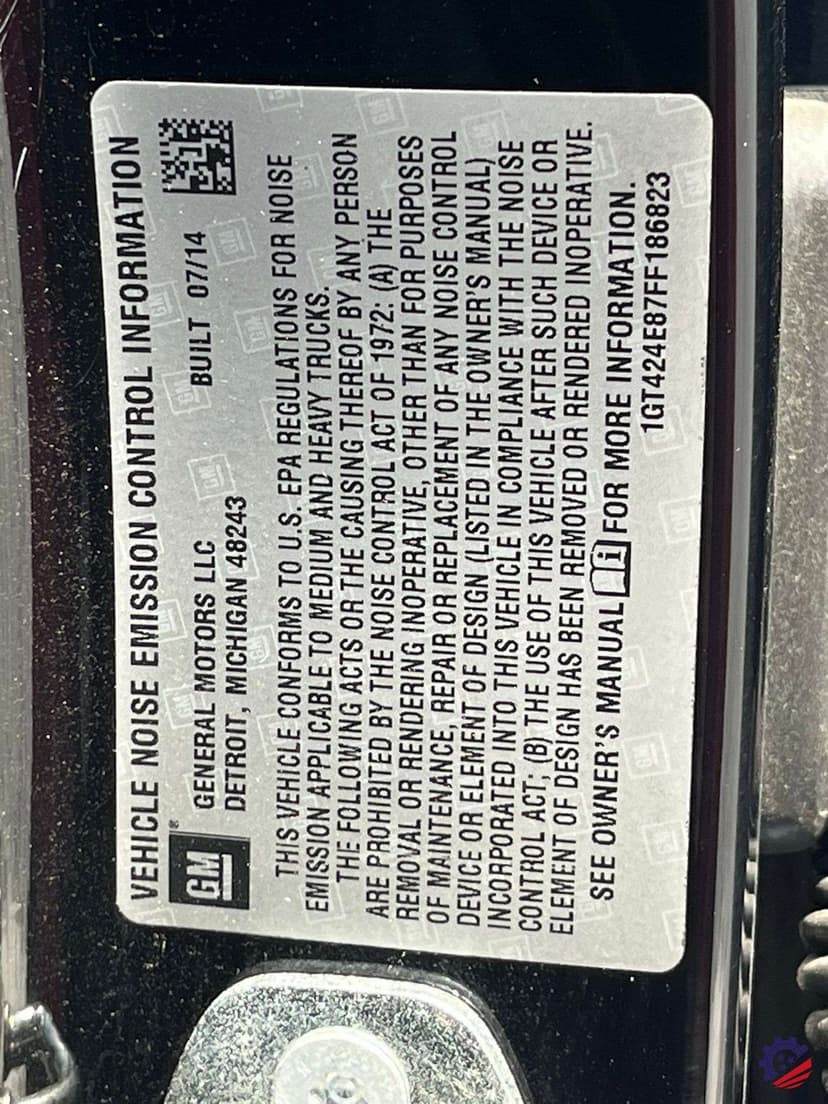 VEHICLE NOISE EMISSION CONTROL INFORMATION
GM
GENERAL MOTORS LLC
DETROIT, MICHIGAN 48243
BUILT 07/14
THIS VEHICLE CONFORMS TO U.S. EPA REGULATIONS FOR NOISE
EMISSION APPLICABLE TO MEDIUM AND HEAVY TRUCKS.
THE FOLLOWING ACTS OR THE CAUSING THEREOF BY ANY PERSON
ARE PROHIBITED BY THE NOISE CONTROL ACT OF 1972: (A) THE
REMOVAL OR RENDERING INOPERATIVE, OTHER THAN FOR PURPOSES
OF MAINTENANCE, REPAIR OR REPLACEMENT OF ANY NOISE CONTROL
DEVICE OR ELEMENT OF DESIGN (LISTED IN THE OWNER'S MANUAL)
INCORPORATED INTO THIS VEHICLE IN COMPLIANCE WITH THE NOISE
CONTROL ACT; (B) THE USE OF THIS VEHICLE AFTER SUCH DEVICE OR
ELEMENT OF DESIGN HAS BEEN REMOVED OR RENDERED INOPERATIVE.
SEE OWNER'S MANUAL i FOR MORE INFORMATION.
1GT424E87FF186823